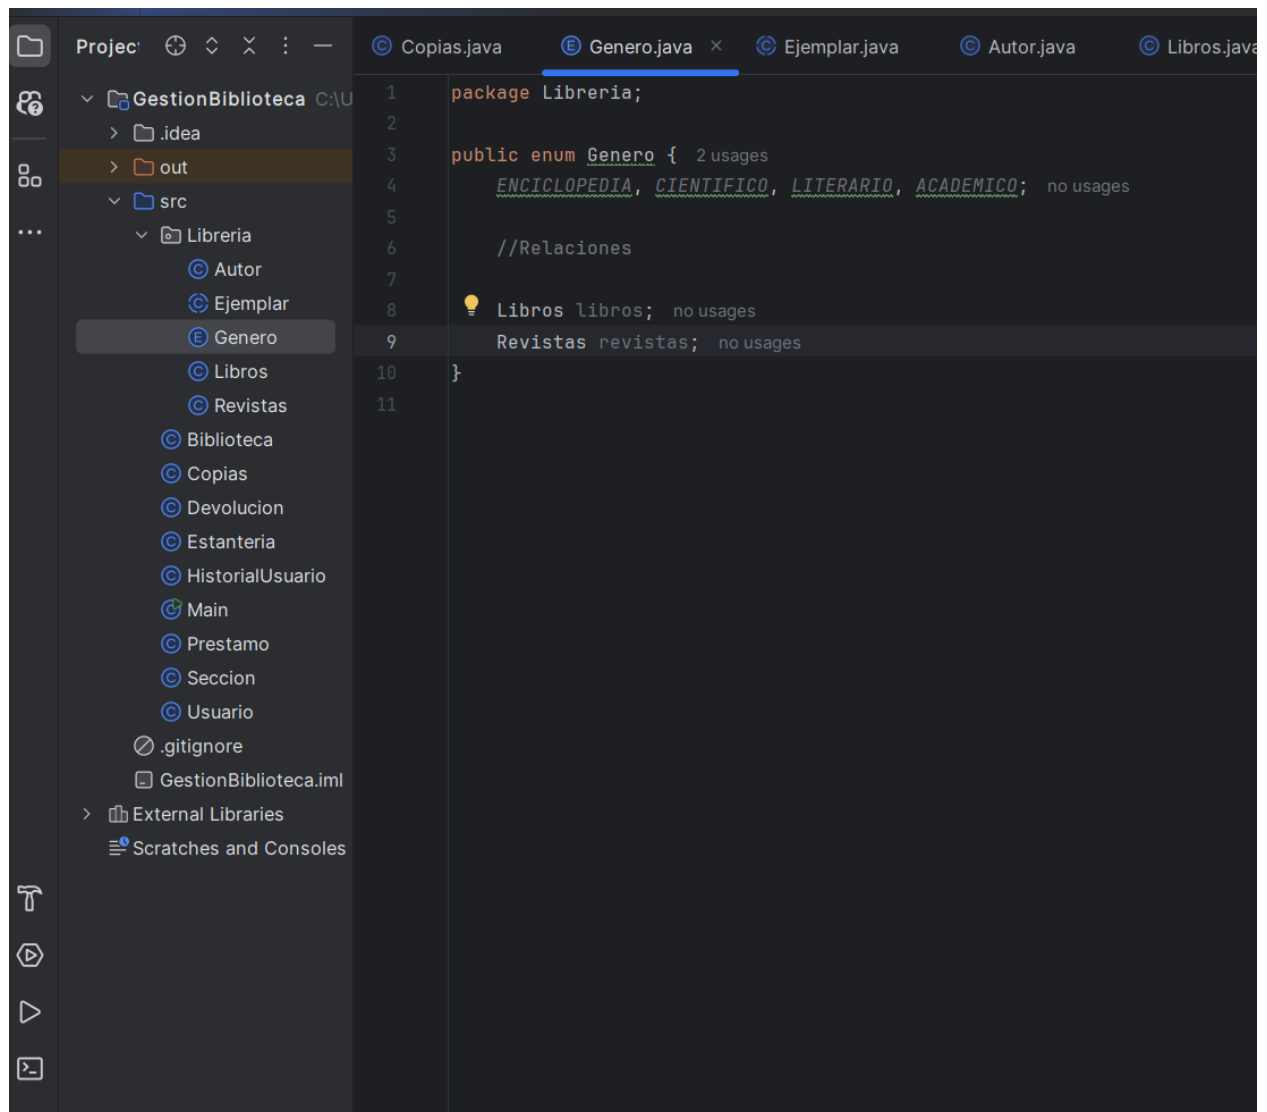 Projec
Copias.java
Genero.java
Ejemplar.java
Autor.java
Libros.java
GestionBiblioteca C:\U
.idea
out
src
Libreria
Autor
Ejemplar
Genero
Libros
Revistas
Biblioteca
Copias
Devolucion
Estanteria
HistorialUsuario
Main
Prestamo
Seccion
Usuario
.gitignore
GestionBiblioteca.iml
External Libraries
Scratches and Consoles
1 package Libreria;
2
3 public enum Genero { 2 usages
4 ENCICLOPEDIA, CIENTIFICO, LITERARIO, ACADEMICO; no usages
5
6 //Relaciones
7
8 Libros libros; no usages
9 Revistas revistas; no usages
10 }
11